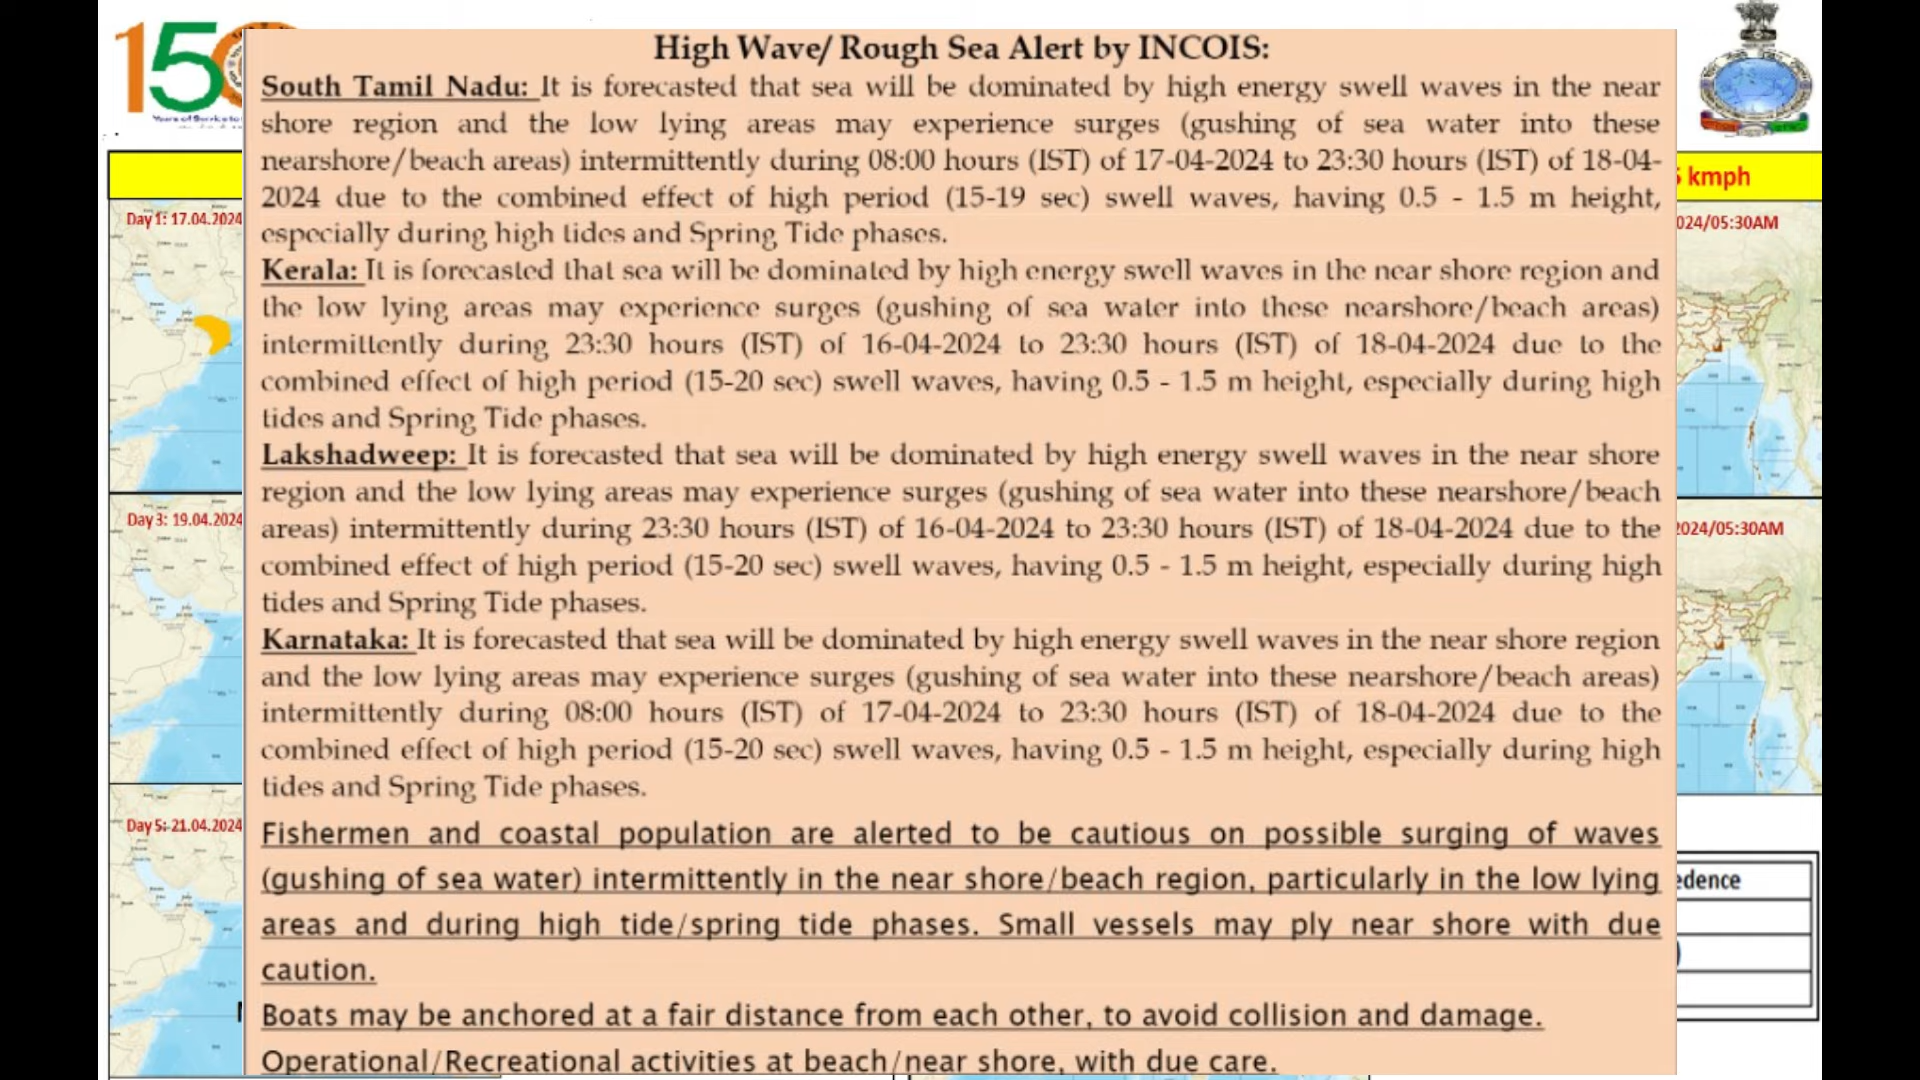 150
Years of Service to
High Wave/ Rough Sea Alert by INCOIS:
South Tamil Nadu: It is forecasted that sea will be dominated by high energy swell waves in the near
shore region and the low lying areas may experience surges (gushing of sea water into these
nearshore/beach areas) intermittently during 08:00 hours (IST) of 17-04-2024 to 23:30 hours (IST) of 18-04-
2024 due to the combined effect of high period (15-19 sec) swell waves, having 0.5 - 1.5 m height,
especially during high tides and Spring Tide phases.
Kerala: It is forecasted that sea will be dominated by high energy swell waves in the near shore region and
the low lying areas may experience surges (gushing of sea water into these nearshore/beach areas)
intermittently during 23:30 hours (IST) of 16-04-2024 to 23:30 hours (IST) of 18-04-2024 due to the
combined effect of high period (15-20 sec) swell waves, having 0.5 - 1.5 m height, especially during high
tides and Spring Tide phases.
Lakshadweep: It is forecasted that sea will be dominated by high energy swell waves in the near shore
region and the low lying areas may experience surges (gushing of sea water into these nearshore/beach
areas) intermittently during 23:30 hours (IST) of 16-04-2024 to 23:30 hours (IST) of 18-04-2024 due to the
combined effect of high period (15-20 sec) swell waves, having 0.5 - 1.5 m height, especially during high
tides and Spring Tide phases.
Karnataka: It is forecasted that sea will be dominated by high energy swell waves in the near shore region
and the low lying areas may experience surges (gushing of sea water into these nearshore/beach areas)
intermittently during 08:00 hours (IST) of 17-04-2024 to 23:30 hours (IST) of 18-04-2024 due to the
combined effect of high period (15-20 sec) swell waves, having 0.5 - 1.5 m height, especially during high
tides and Spring Tide phases.
Fishermen and coastal population are alerted to be cautious on possible surging of waves
(gushing of sea water) intermittently in the near shore/beach region, particularly in the low lying
areas and during high tide/spring tide phases. Small vessels may ply near shore with due
caution.
Boats may be anchored at a fair distance from each other, to avoid collision and damage.
Operational/Recreational activities at beach/near shore, with due care.
Day 1: 17.04.2024
Day 3: 19.04.2024
Day 5: 21.04.2024
kmph
024/05:30AM
2024/05:30AM
edence